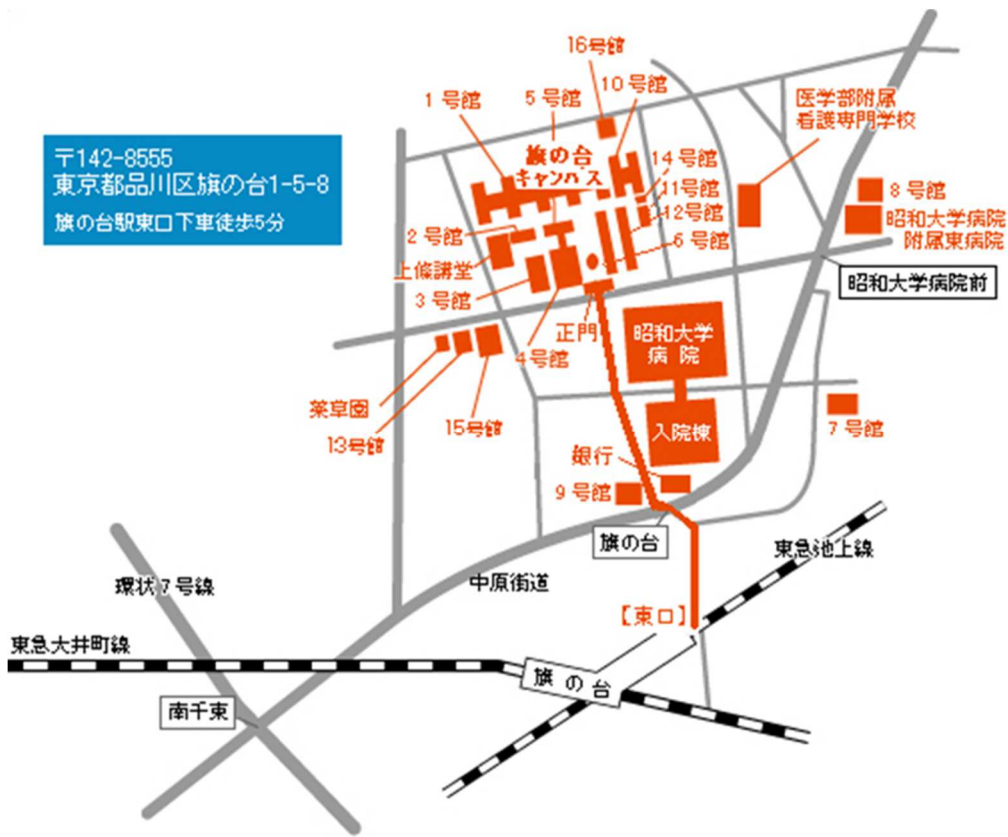 16号館
10号館
5号館
1号館
医学部附属
看護専門学校
〒142-8555
東京都品川区旗の台1-5-8
旗の台駅東口下車徒歩5分
旗の台
キャンパス
14号館
11号館
12号館
8号館
昭和大学病院
附属東病院
2号館
上條講堂
6号館
3号館
昭和大学病院前
正門
4号館
昭和大学
病院
薬草園
13号館
15号館
入院棟
7号館
銀行
9号館
旗の台
東急池上線
環状7号線
中原街道
【東口】
東急大井町線
旗の台
南千束